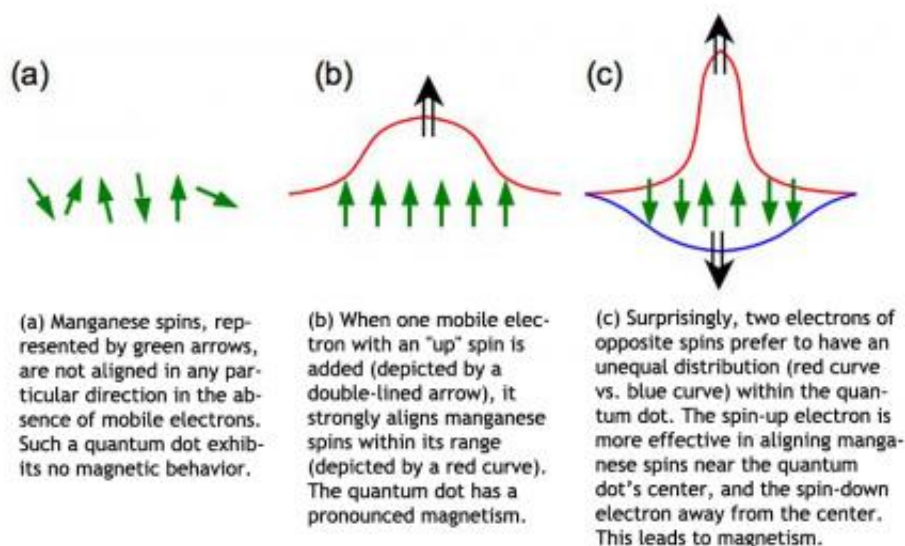 (a)
(b)
(c)
(a) Manganese spins, rep-
resented by green arrows,
are not aligned in any par-
ticular direction in the ab-
sence of mobile electrons.
Such a quantum dot exhib-
its no magnetic behavior.
(b) When one mobile elec-
tron with an "up" spin is
added (depicted by a
double-lined arrow), it
strongly aligns manganese
spins within its range
(depicted by a red curve).
The quantum dot has a
pronounced magnetism.
(c) Surprisingly, two electrons of
opposite spins prefer to have an
unequal distribution (red curve
vs. blue curve) within the quan-
tum dot. The spin-up electron is
more effective in aligning manga-
nese spins near the quantum
dot's center, and the spin-down
electron away from the center.
This leads to magnetism.